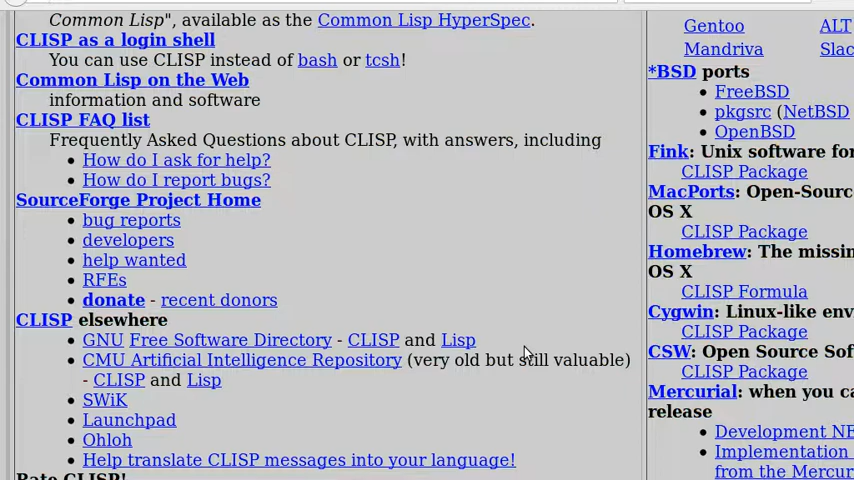 Common Lisp", available as the Common Lisp HyperSpec.
CLISP as a login shell
You can use CLISP instead of bash or tcsh!
Common Lisp on the Web
information and software
CLISP FAQ list
Frequently Asked Questions about CLISP, with answers, including
How do I ask for help?
How do I report bugs?
SourceForge Project Home
bug reports
developers
help wanted
RFEs
donate - recent donors
CLISP elsewhere
GNU Free Software Directory - CLISP and Lisp
CMU Artificial Intelligence Repository (very old but still valuable)
- CLISP and Lisp
SWiK
Launchpad
Ohloh
Help translate CLISP messages into your language!
Rate CLISP!
Gentoo ALT
Mandriva Slac
*BSD ports
FreeBSD
pkgsrc (NetBSD
OpenBSD
Fink: Unix software for
CLISP Package
MacPorts: Open-Sourc
OS X
CLISP Package
Homebrew: The missin
OS X
CLISP Formula
Cygwin: Linux-like env
CLISP Package
CSW: Open Source Sof
CLISP Package
Mercurial: when you ca
release
Development NE
Implementation
from the Mercur